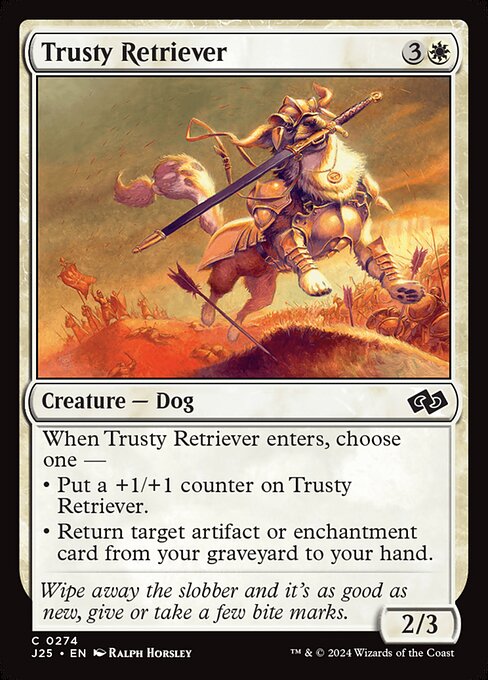 Trusty Retriever 3
Creature — Dog
When Trusty Retriever enters, choose
one —
• Put a +1/+1 counter on Trusty
Retriever.
• Return target artifact or enchantment
card from your graveyard to your hand.
Wipe away the slobber and it's as good as
new, give or take a few bite marks.
2/3
C 0274
J25 • EN Ralph Horsley
™ & © 2024 Wizards of the Coast